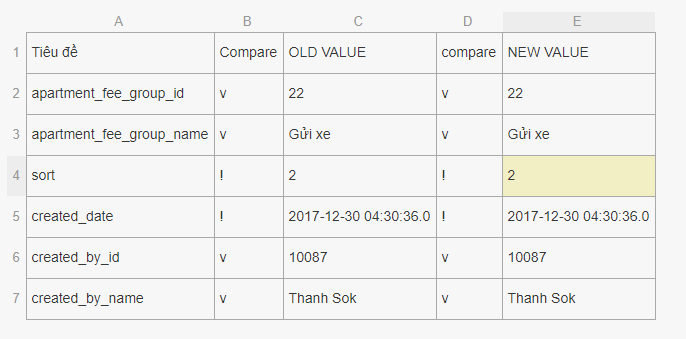 A B C D E
1 Tiêu đề Compare OLD VALUE compare NEW VALUE
2 apartment_fee_group_id v 22 v 22
3 apartment_fee_group_name v Gửi xe v Gửi xe
4 sort ! 2 ! 2
5 created_date ! 2017-12-30 04:30:36.0 ! 2017-12-30 04:30:36.0
6 created_by_id v 10087 v 10087
7 created_by_name v Thanh Sok v Thanh Sok